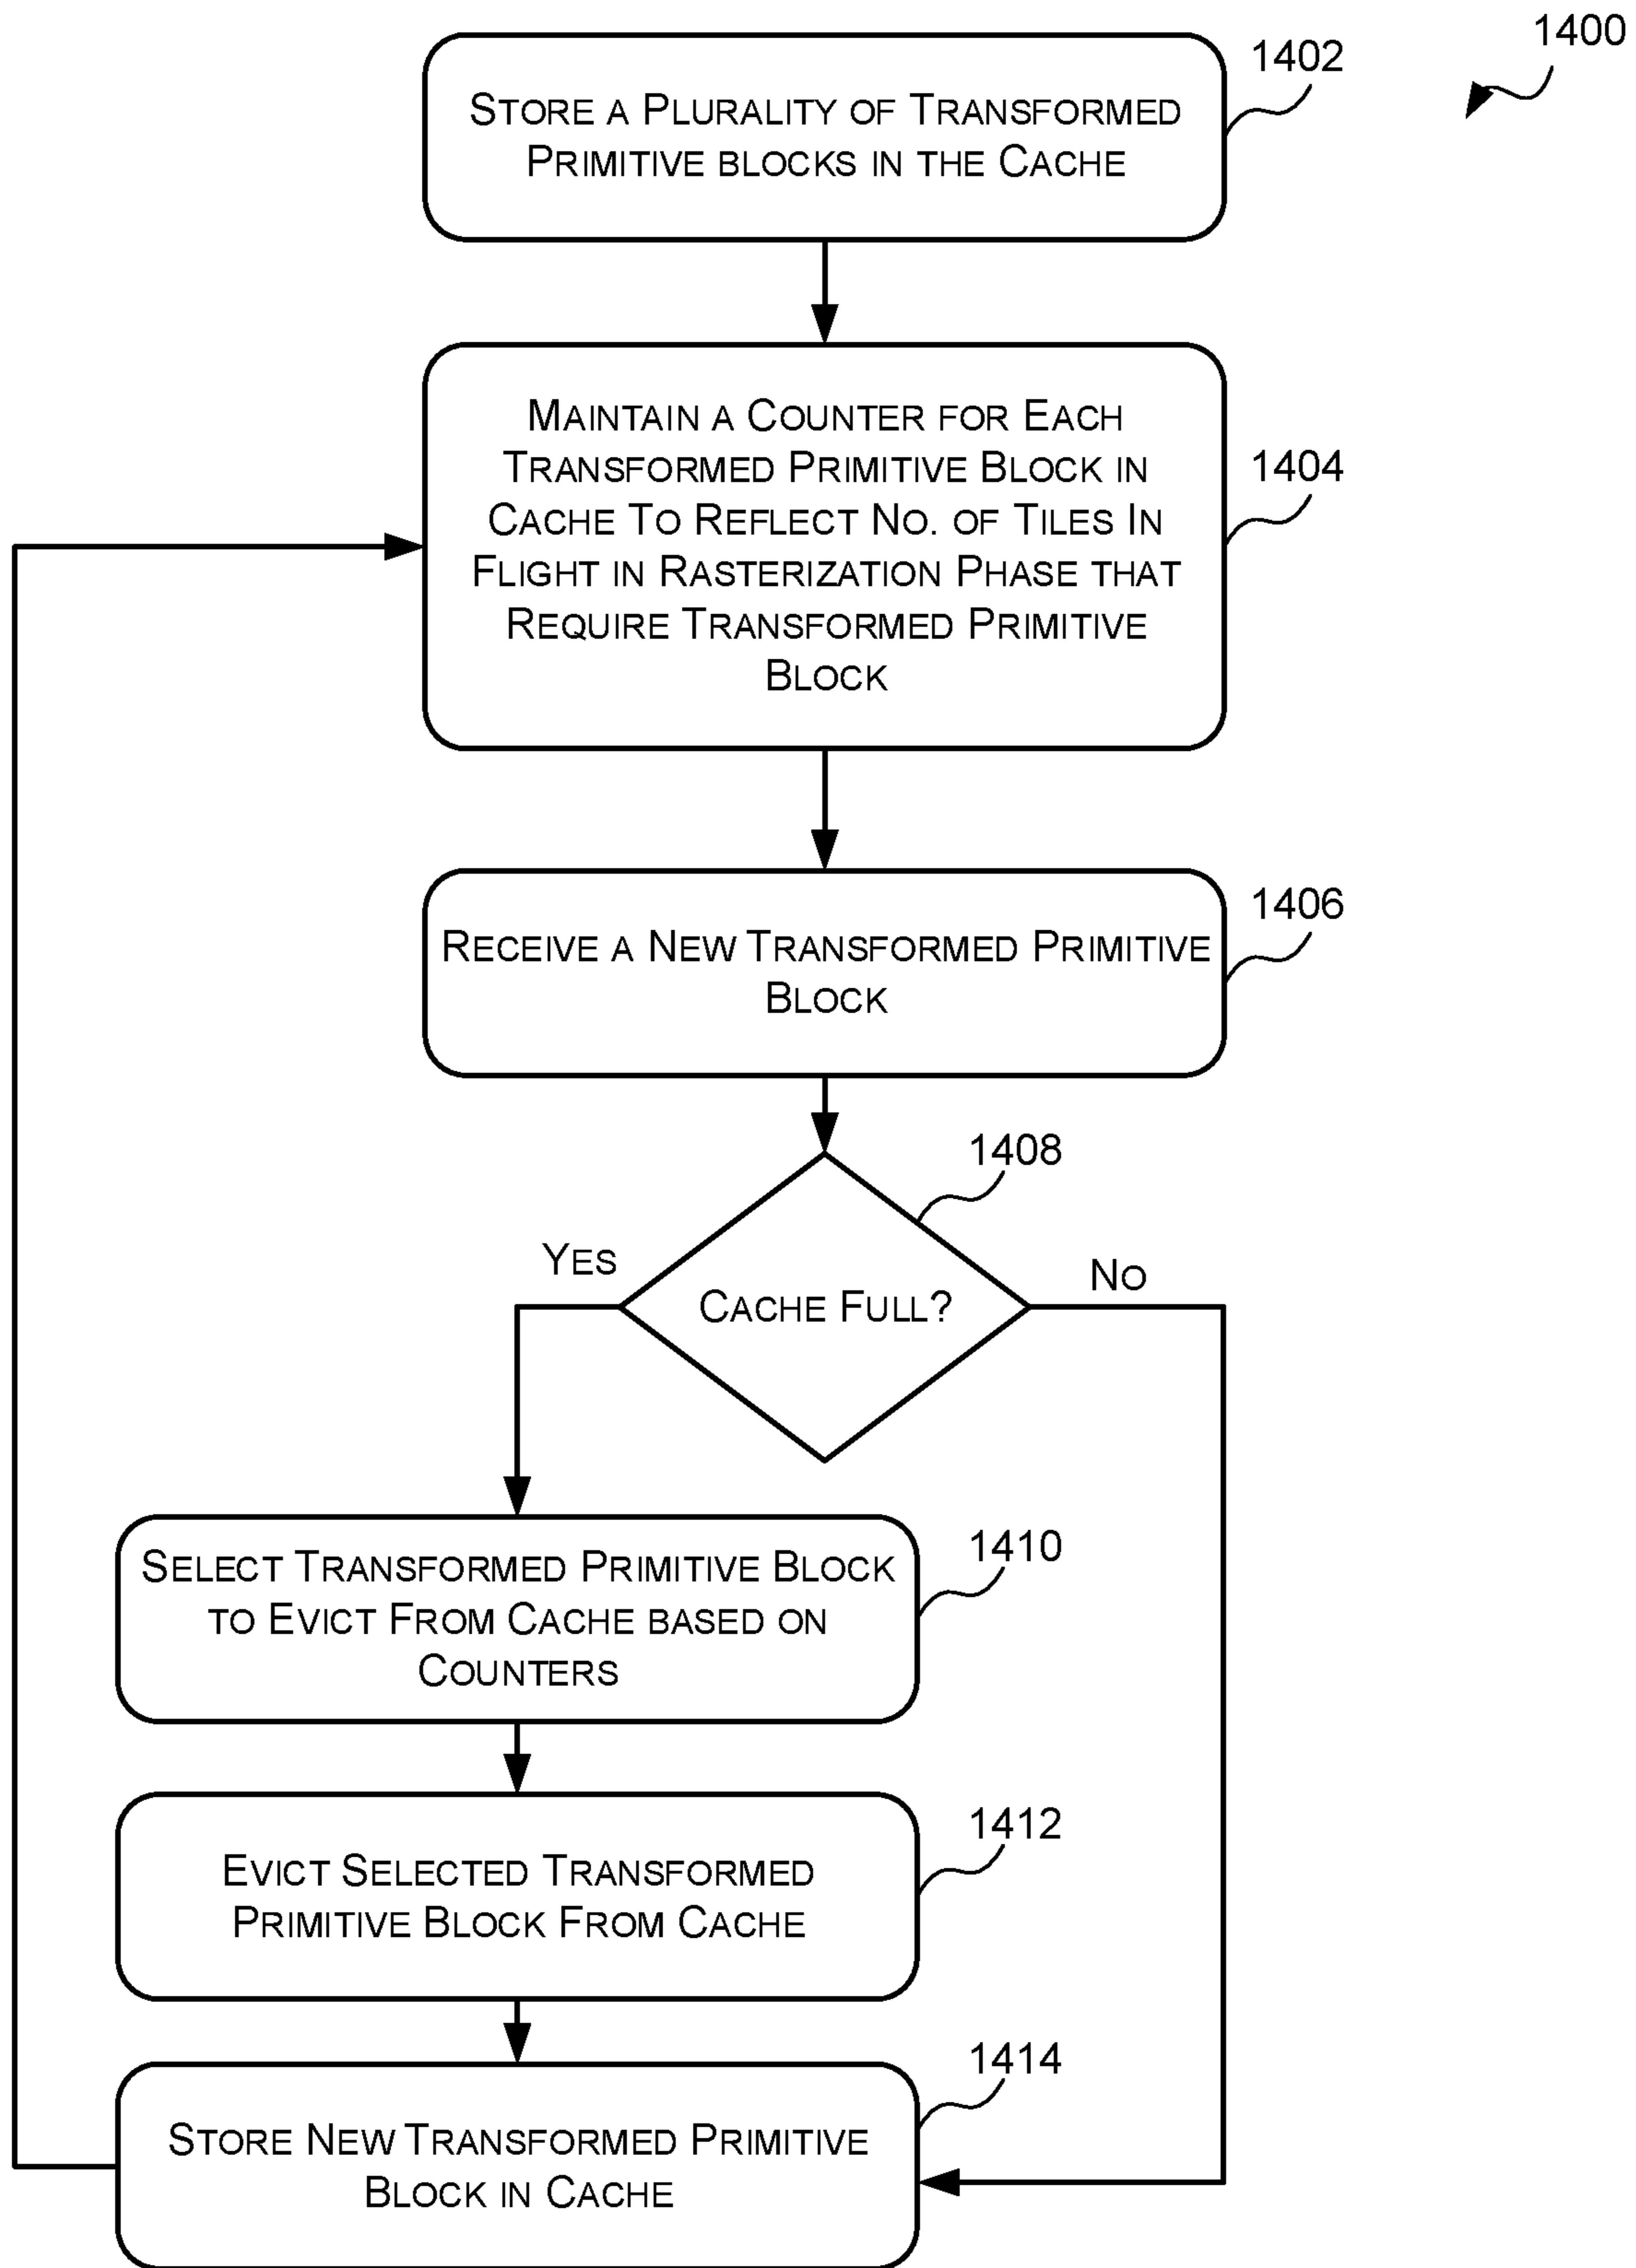 1400
1402
STORE A PLURALITY OF TRANSFORMED
PRIMITIVE BLOCKS IN THE CACHE
MAINTAIN A COUNTER FOR EACH
TRANSFORMED PRIMITIVE BLOCK IN
CACHE TO REFLECT NO. OF TILES IN
FLIGHT IN RASTERIZATION PHASE THAT
REQUIRE TRANSFORMED PRIMITIVE
BLOCK
1404
RECEIVE A NEW TRANSFORMED PRIMITIVE
BLOCK
1406
1408
YES
CACHE FULL?
NO
SELECT TRANSFORMED PRIMITIVE BLOCK
TO EVICT FROM CACHE BASED ON
COUNTERS
1410
EVICT SELECTED TRANSFORMED
PRIMITIVE BLOCK FROM CACHE
1412
STORE NEW TRANSFORMED PRIMITIVE
BLOCK IN CACHE
1414